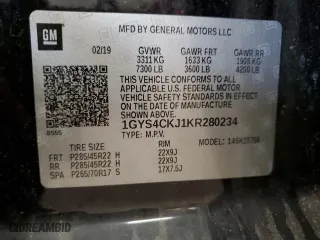 GM
MFD BY GENERAL MOTORS LLC
02/19 GVWR GAWR FRT GAWR RR
3311 KG 1633 KG 1905 KG
7300 LB 3600 LB 4200 LB
THIS VEHICLE CONFORMS TO ALL APPLICABLE
U.S. FEDERAL MOTOR VEHICLE SAFETY
STANDARDS IN EFFECT ON THE DATE OF
MANUFACTURE SHOWN ABOVE.
1GYS4CKJ1KR280234
TYPE: M.P.V.
RIM
FRT P285/45R22 H 22X9J
RR P285/45R22 H 22X9J
SPA P265/70R17 S 17X7.5J